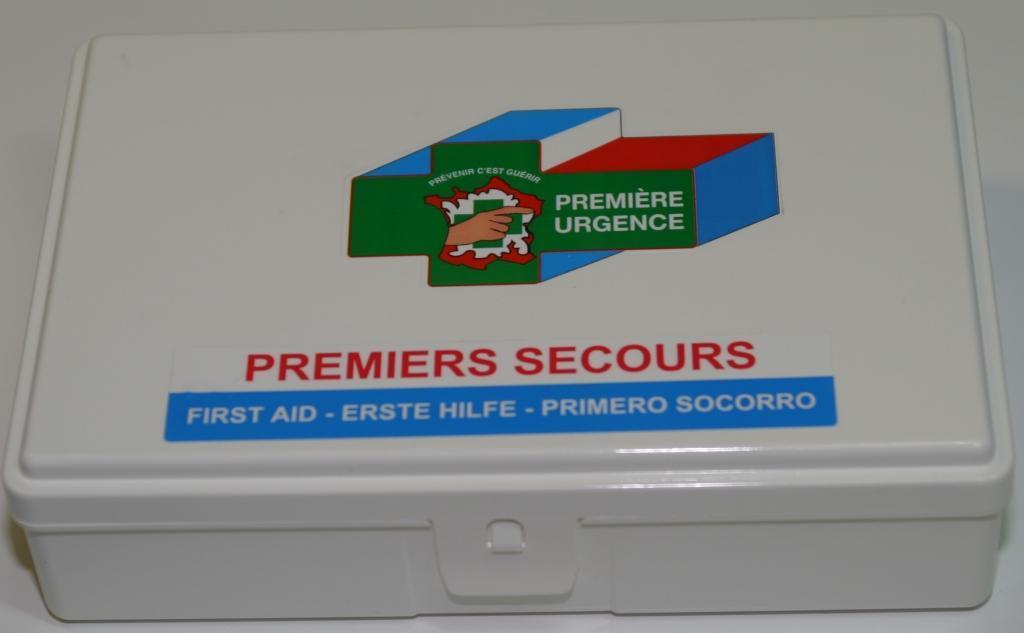 PRÉVENIR C'EST GUÉRIR
PREMIÈRE
URGENCE
PREMIERS SECOURS
FIRST AID - ERSTE HILFE - PRIMERO SOCORRO